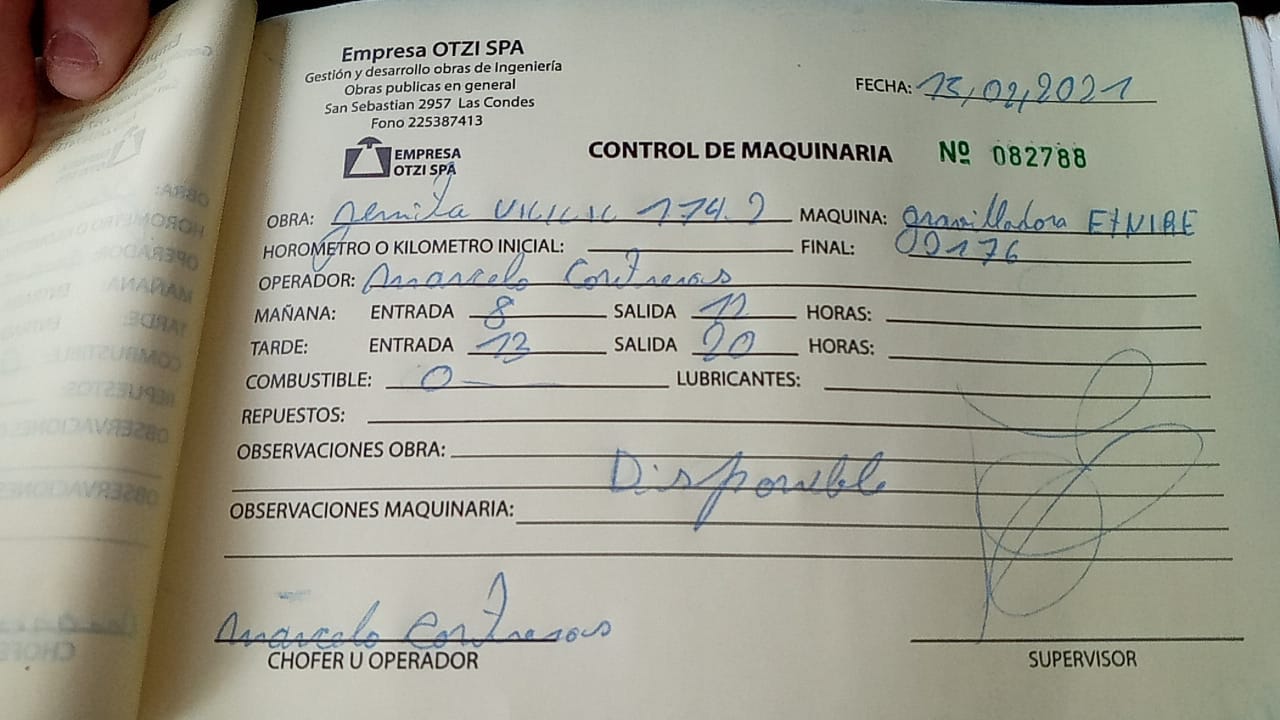 Empresa OTZI SPA
Gestión y desarrollo obras de Ingeniería
Obras publicas en general
San Sebastian 2957 Las Condes
Fono 225387413
FECHA: 13,02,2021
EMPRESA
OTZI SPA
CONTROL DE MAQUINARIA Nº 082788
OBRA: 174.2 MAQUINA: gravilladora ETNIRE
HOROMETRO O KILOMETRO INICIAL: FINAL: 00176
OPERADOR: Marcelo Contreras
MAÑANA: ENTRADA 8 SALIDA 12 HORAS:
TARDE: ENTRADA 13 SALIDA 20 HORAS:
COMBUSTIBLE: 0 LUBRICANTES:
REPUESTOS:
OBSERVACIONES OBRA:
Disponible
OBSERVACIONES MAQUINARIA:
Marcelo Contreras
CHOFER U OPERADOR
SUPERVISOR